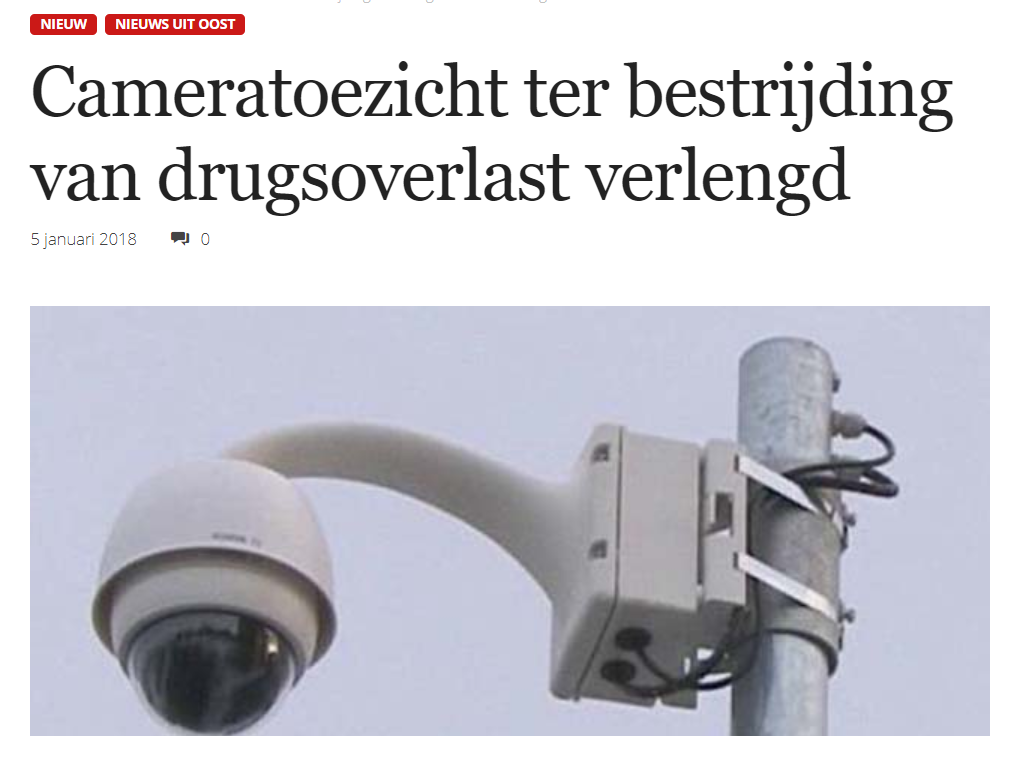 NIEUW NIEUWS UIT OOST
Cameratoezicht ter bestrijding
van drugsoverlast verlengd
5 januari 2018 0